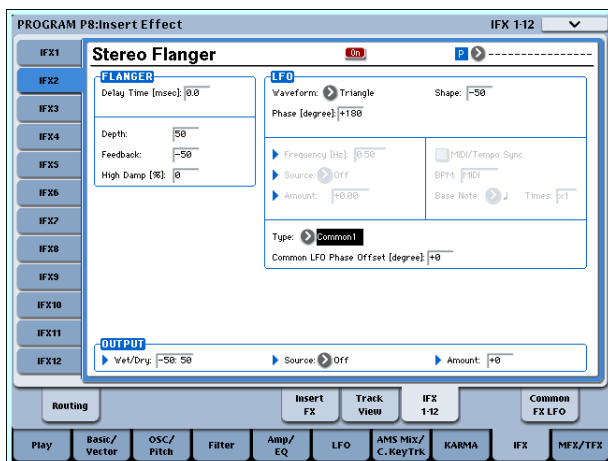 PROGRAM P8:Insert Effect IFX 1-12
IFX1
IFX2
IFX3
IFX4
IFX5
IFX6
IFX7
IFX8
IFX9
IFX10
IFX11
IFX12
Stereo Flanger On P ----------------
FLANGER
Delay Time [msec]: 0.0
Depth: 50
Feedback: -50
High Damp [%]: 0
LFO
Waveform: Triangle Shape: -50
Phase [degree]: +180
Frequency [Hz]: 0.50 MIDI/Tempo Sync
Source: Off BPM: MIDI
Amount: +0.00 Base Note: ♩ Times: x1
Type: Common1
Common LFO Phase Offset [degree]: +0
OUTPUT
Wet/Dry: -50: 50 Source: Off Amount: +0
Routing
Insert
FX
Track
View
IFX
1-12
Common
FX LFO
Play
Basic/
Vector
OSC/
Pitch
Filter
Amp/
EQ
LFO
AMS Mix/
C.KeyTrk
KARMA
IFX
MFX/TFX